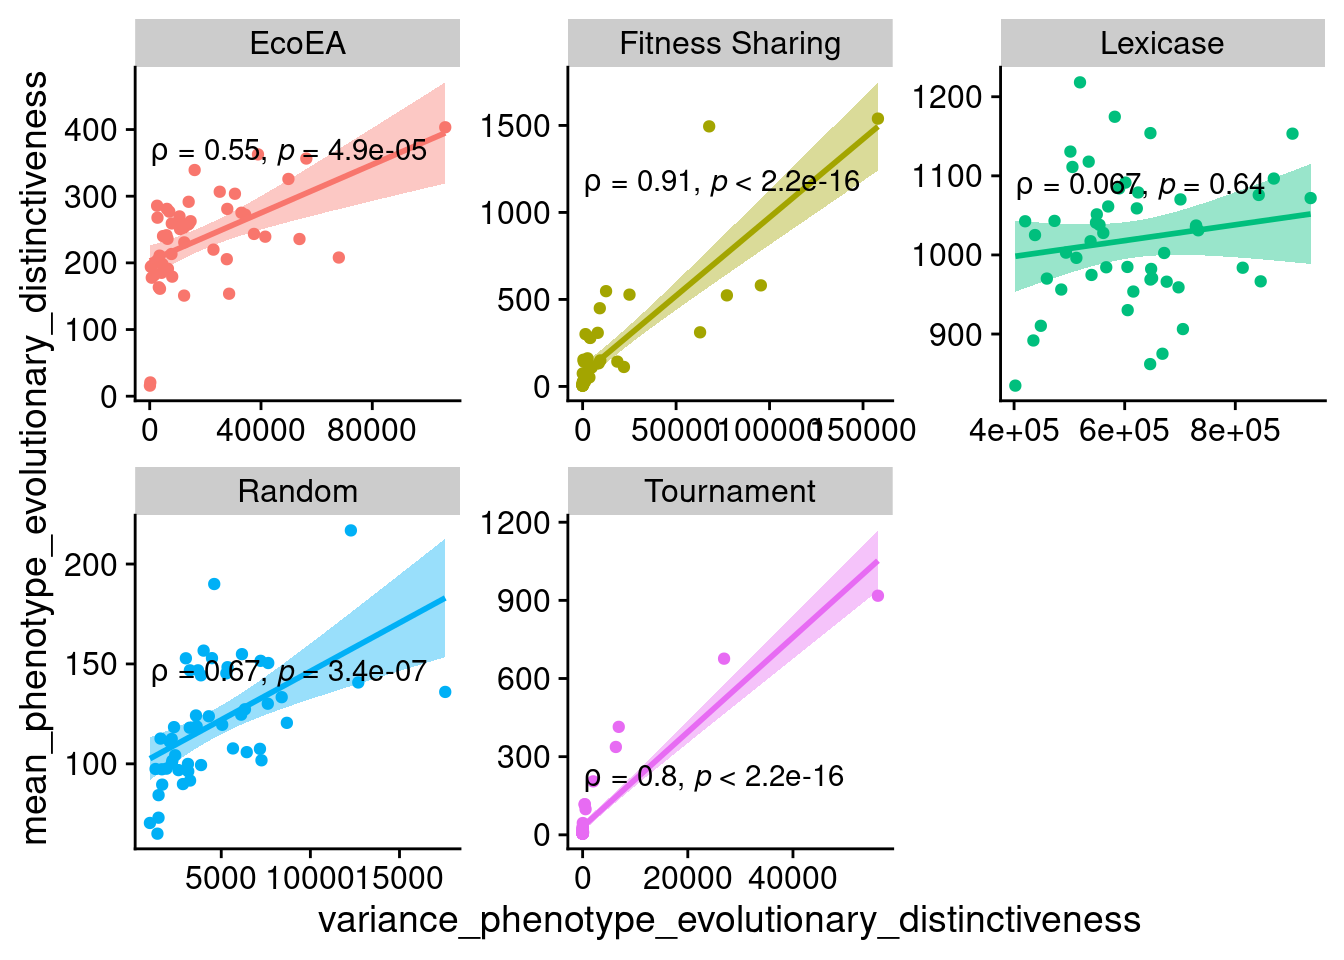 EcoEA
Fitness Sharing
Lexicase
mean_phenotype_evolutionary_distinctiveness
400
300
200
100
0
ρ = 0.55, p = 4.9e-05
0
40000
80000
1500
1000
500
0
ρ = 0.91, p < 2.2e-16
0
50000
100000
150000
1200
1100
1000
900
ρ = 0.067, p = 0.64
4e+05
6e+05
8e+05
Random
Tournament
200
150
100
ρ = 0.67, p = 3.4e-07
5000
10000
15000
1200
900
600
300
0
ρ = 0.8, p < 2.2e-16
0
20000
40000
variance_phenotype_evolutionary_distinctiveness